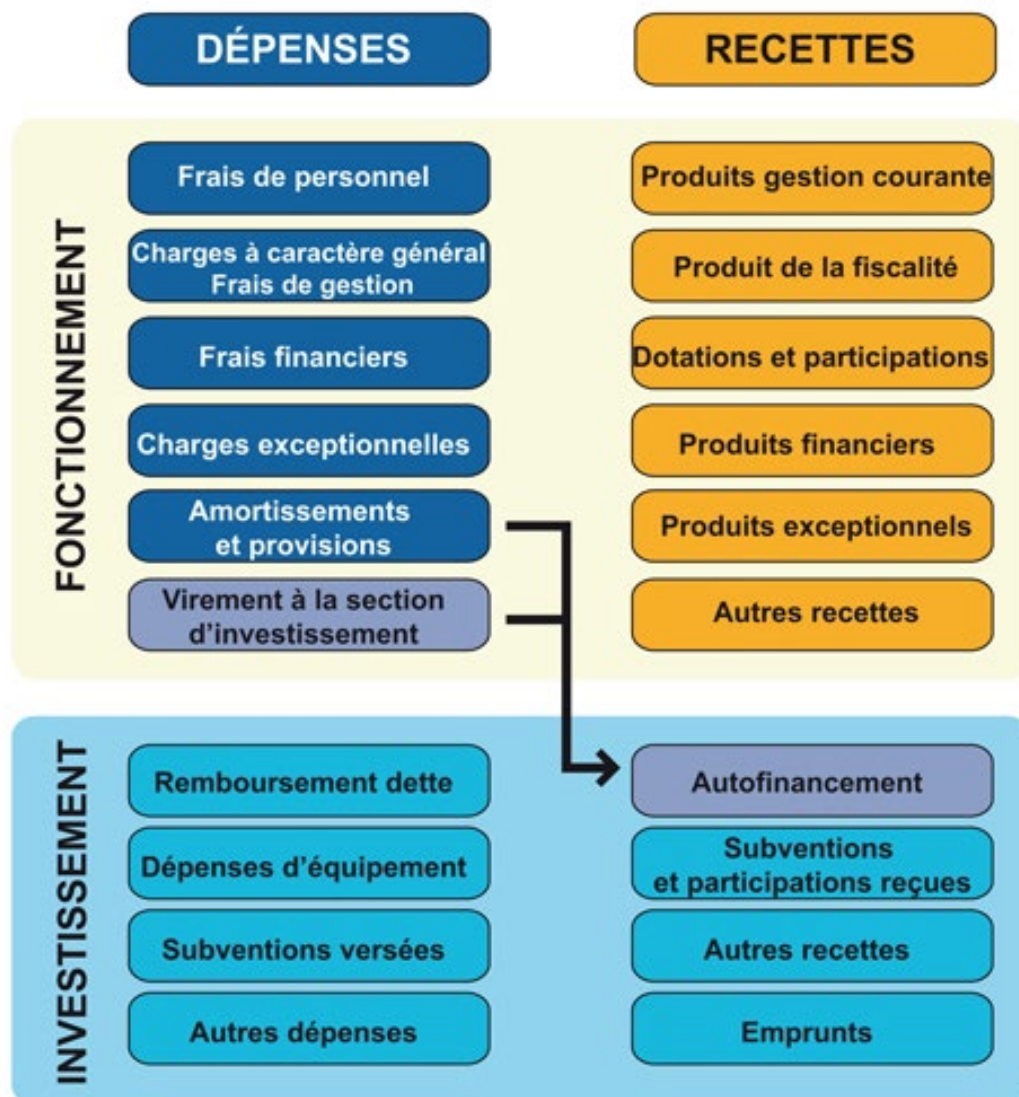 DÉPENSES
RECETTES
FONCTIONNEMENT
Frais de personnel
Produits gestion courante
Charges à caractère général
Frais de gestion
Produit de la fiscalité
Frais financiers
Dotations et participations
Charges exceptionnelles
Produits financiers
Amortissements
et provisions
Produits exceptionnels
Virement à la section
d’investissement
Autres recettes
INVESTISSEMENT
Remboursement dette
Autofinancement
Dépenses d’équipement
Subventions
et participations reçues
Subventions versées
Autres recettes
Autres dépenses
Emprunts